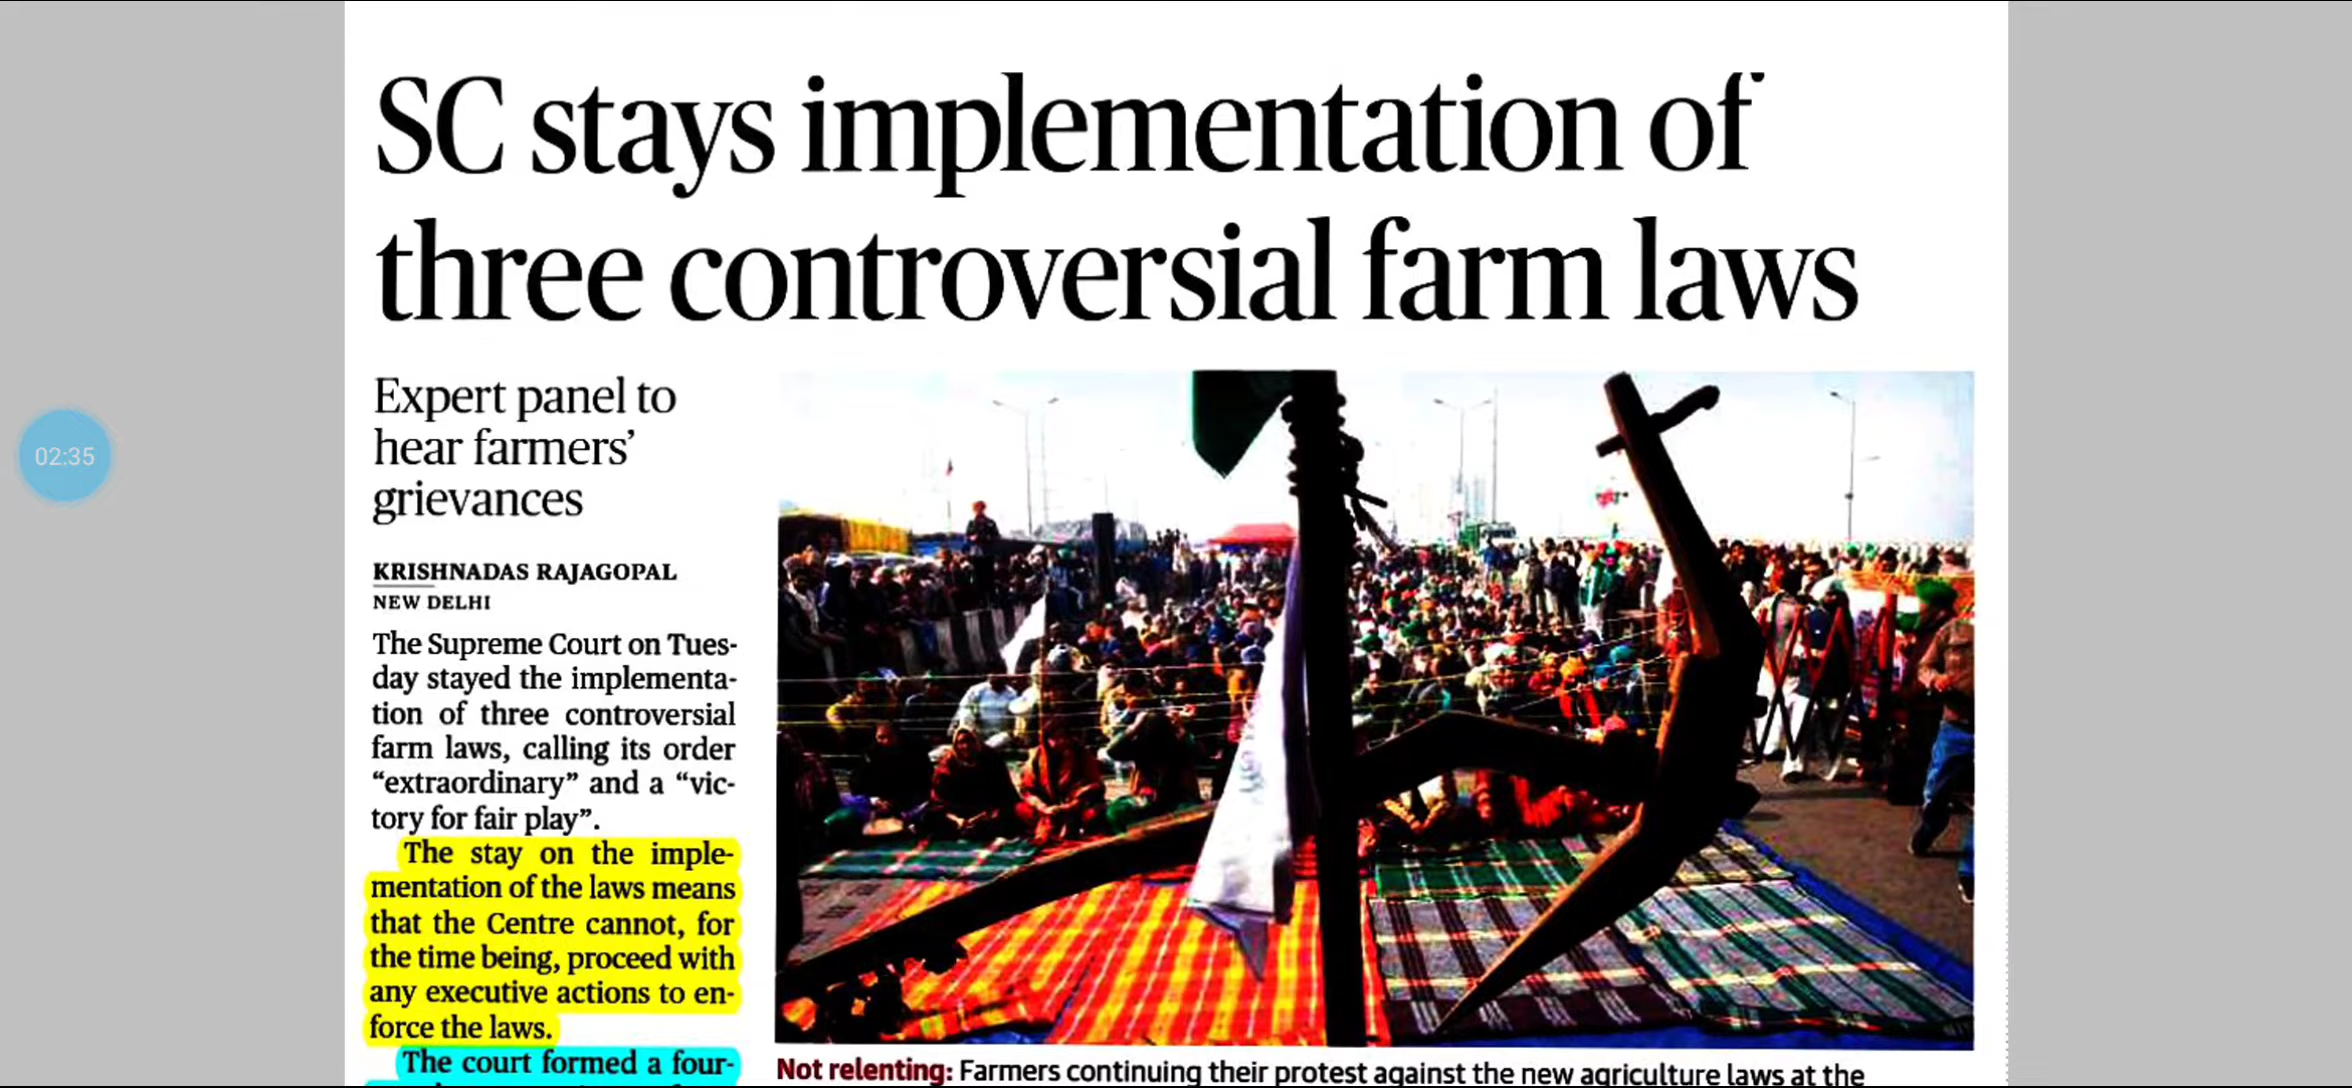 SC stays implementation of
three controversial farm laws
Expert panel to
hear farmers’
grievances
KRISHNADAS RAJAGOPAL
NEW DELHI
The Supreme Court on Tues-
day stayed the implementa-
tion of three controversial
farm laws, calling its order
“extraordinary” and a “vic-
tory for fair play”.
The stay on the imple-
mentation of the laws means
that the Centre cannot, for
the time being, proceed with
any executive actions to en-
force the laws.
The court formed a four-
Not relenting: Farmers continuing their protest against the new agriculture laws at the
02:35